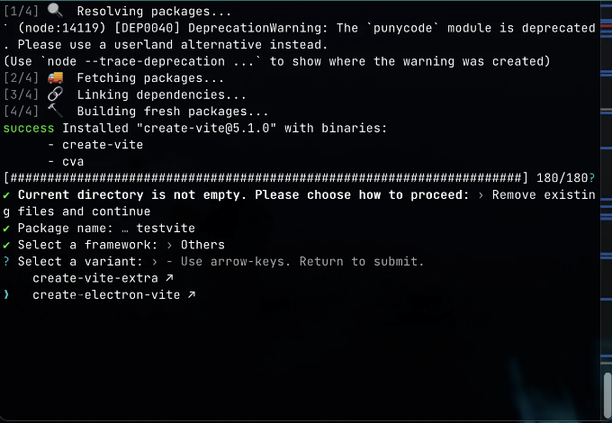 [1/4] 🔍  Resolving packages...
⠁ (node:14119) [DEP0040] DeprecationWarning: The `punycode` module is deprecated
. Please use a userland alternative instead.
(Use `node --trace-deprecation ...` to show where the warning was created)
[2/4] 🚚  Fetching packages...
[3/4] 🔗  Linking dependencies...
[4/4] 🔨  Building fresh packages...
success Installed "create-vite@5.1.0" with binaries:
      - create-vite
      - cva
[######################################################################] 180/180?
✔ Current directory is not empty. Please choose how to proceed: › Remove existin
g files and continue
✔ Package name: … testvite
✔ Select a framework: › Others
? Select a variant: › - Use arrow-keys. Return to submit.
    create-vite-extra ↗
❯   create-electron-vite ↗